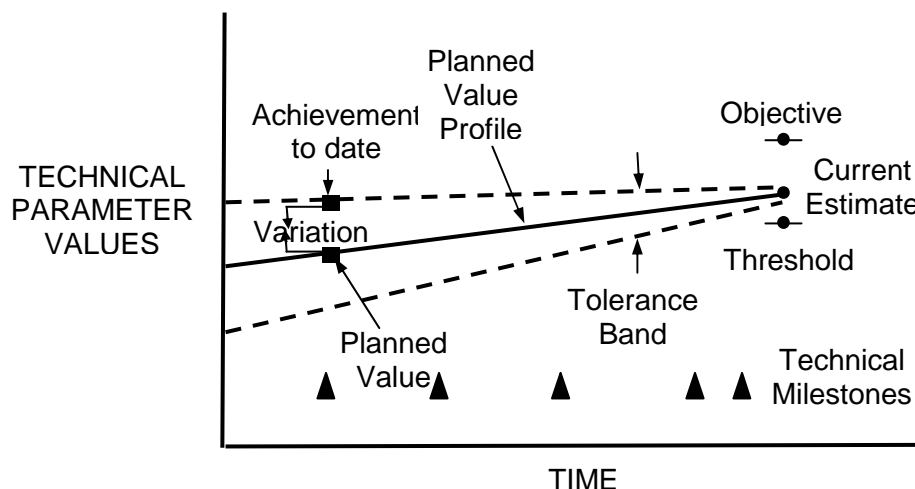 Planned
Value
Profile
Achievement
to date
Objective
TECHNICAL
PARAMETER
VALUES
Current
Estimate
Variation
Threshold
Tolerance
Band
Planned
Value
Technical
Milestones
TIME